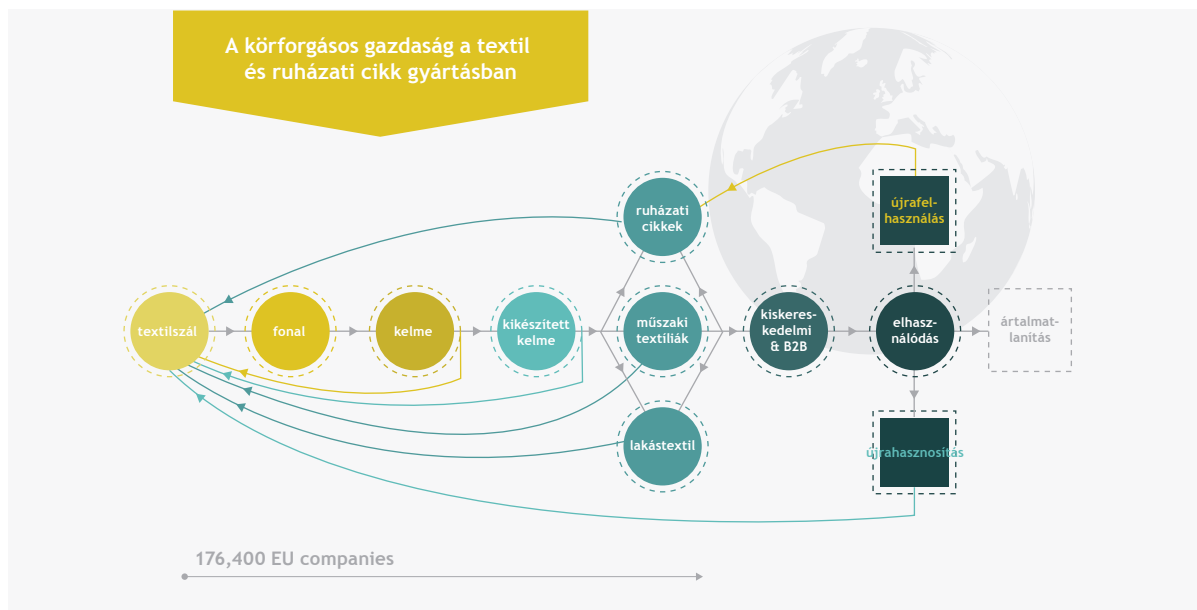 A körforgásos gazdaság a textil
és ruházati cikk gyártásban
textilszál
fonal
kelme
kikészített
kelme
ruházati
cikkek
műszaki
textíliák
lakástextil
kiskeres-
kedelmi
& B2B
elhasz-
nálódás
újrafel-
használás
újrahasznosítás
ártalmat-
lanítás
176,400 EU companies